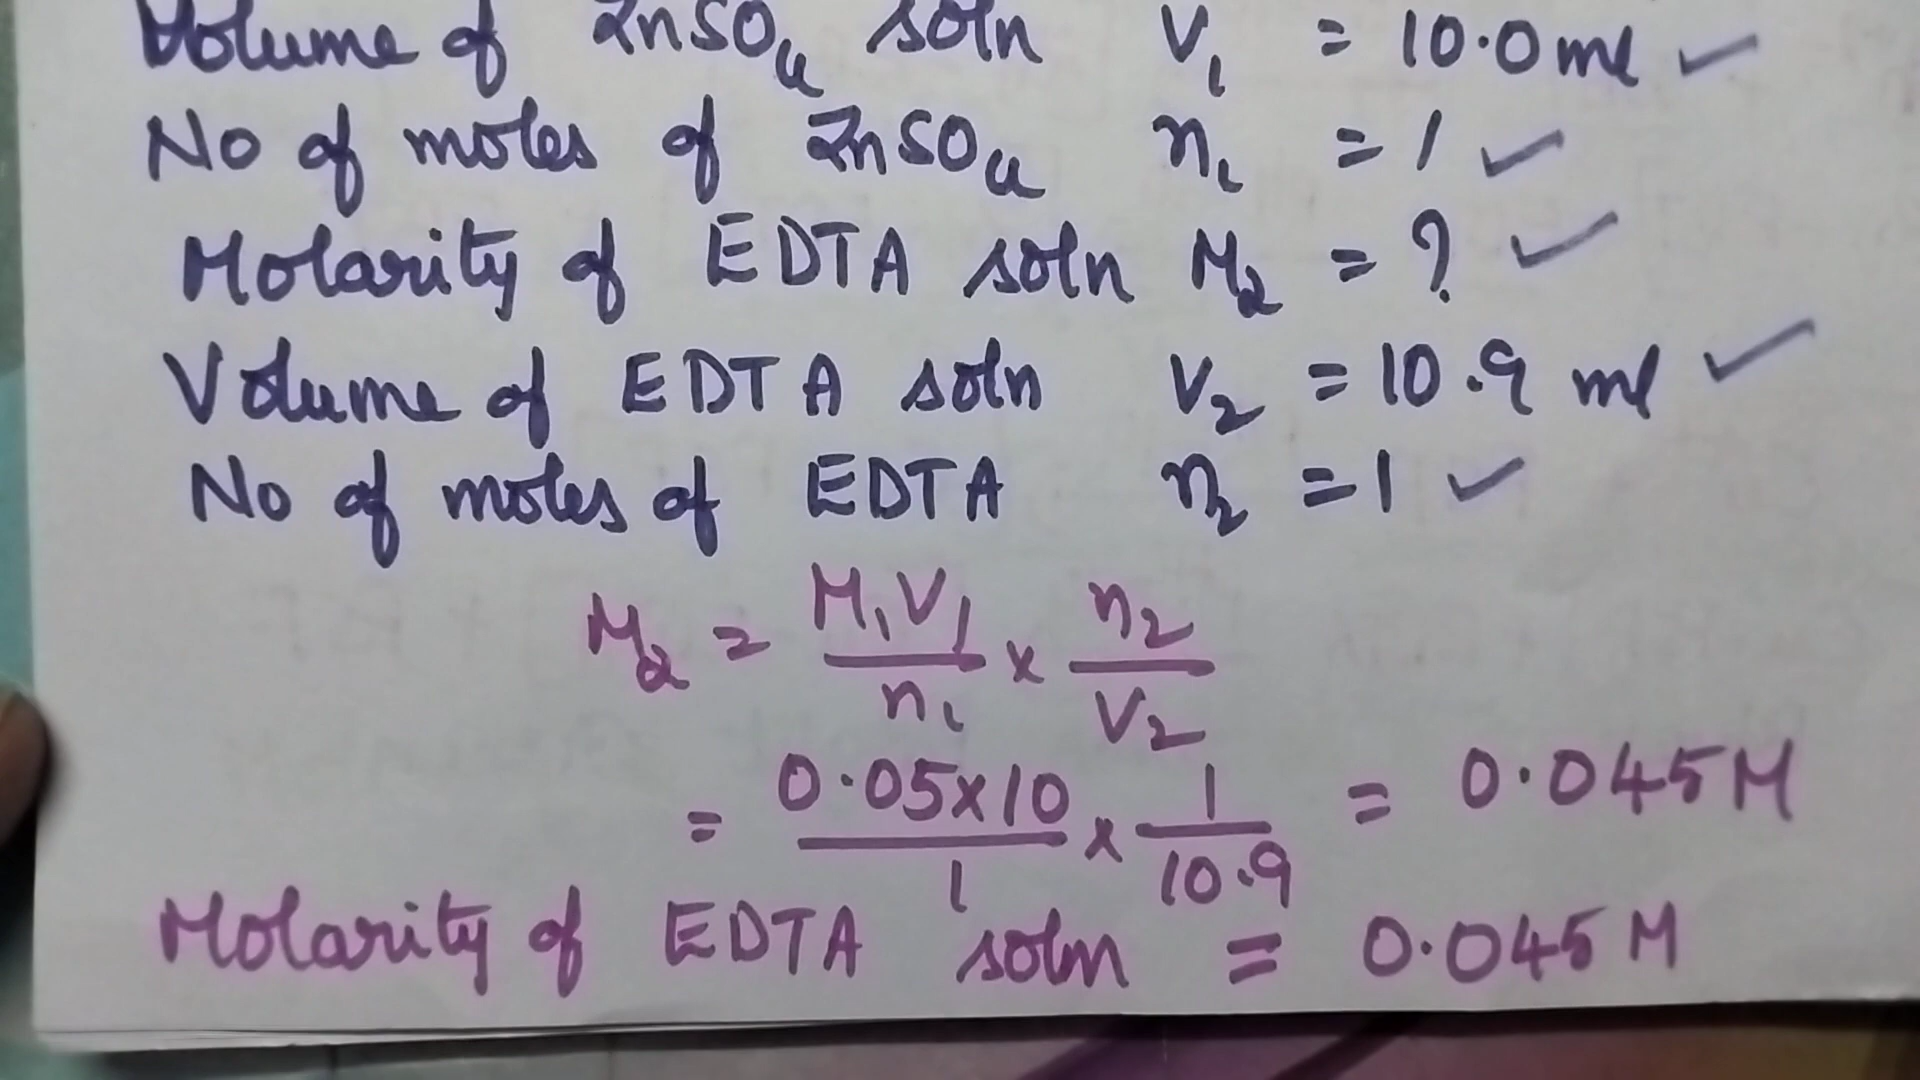 Volume of ZnSO4 soln V1 = 10.0 ml ✓
No of moles of ZnSO4 n1 = 1 ✓
Molarity of EDTA soln M2 = ? ✓
Volume of EDTA soln V2 = 10.9 ml ✓
No of moles of EDTA n2 = 1 ✓
M2 = M1V1/n1 x n2/V2
= 0.05x10/1 x 1/10.9 = 0.045M
Molarity of EDTA soln = 0.045 M